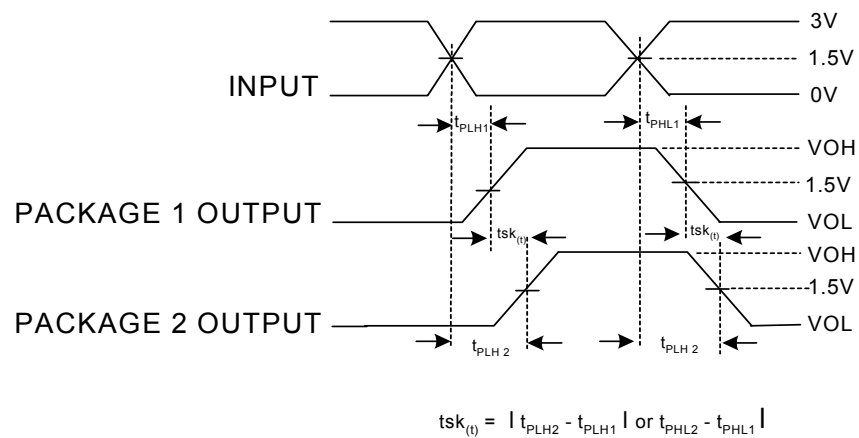 3V
1.5V
INPUT
0V
tPLH1 tPHL1
VOH
1.5V
PACKAGE 1 OUTPUT
VOL
tsk(t) tsk(t)
VOH
1.5V
PACKAGE 2 OUTPUT
VOL
tPLH 2 tPLH 2
tsk(t) = | tPLH2 - tPLH1 | or tPHL2 - tPHL1 |